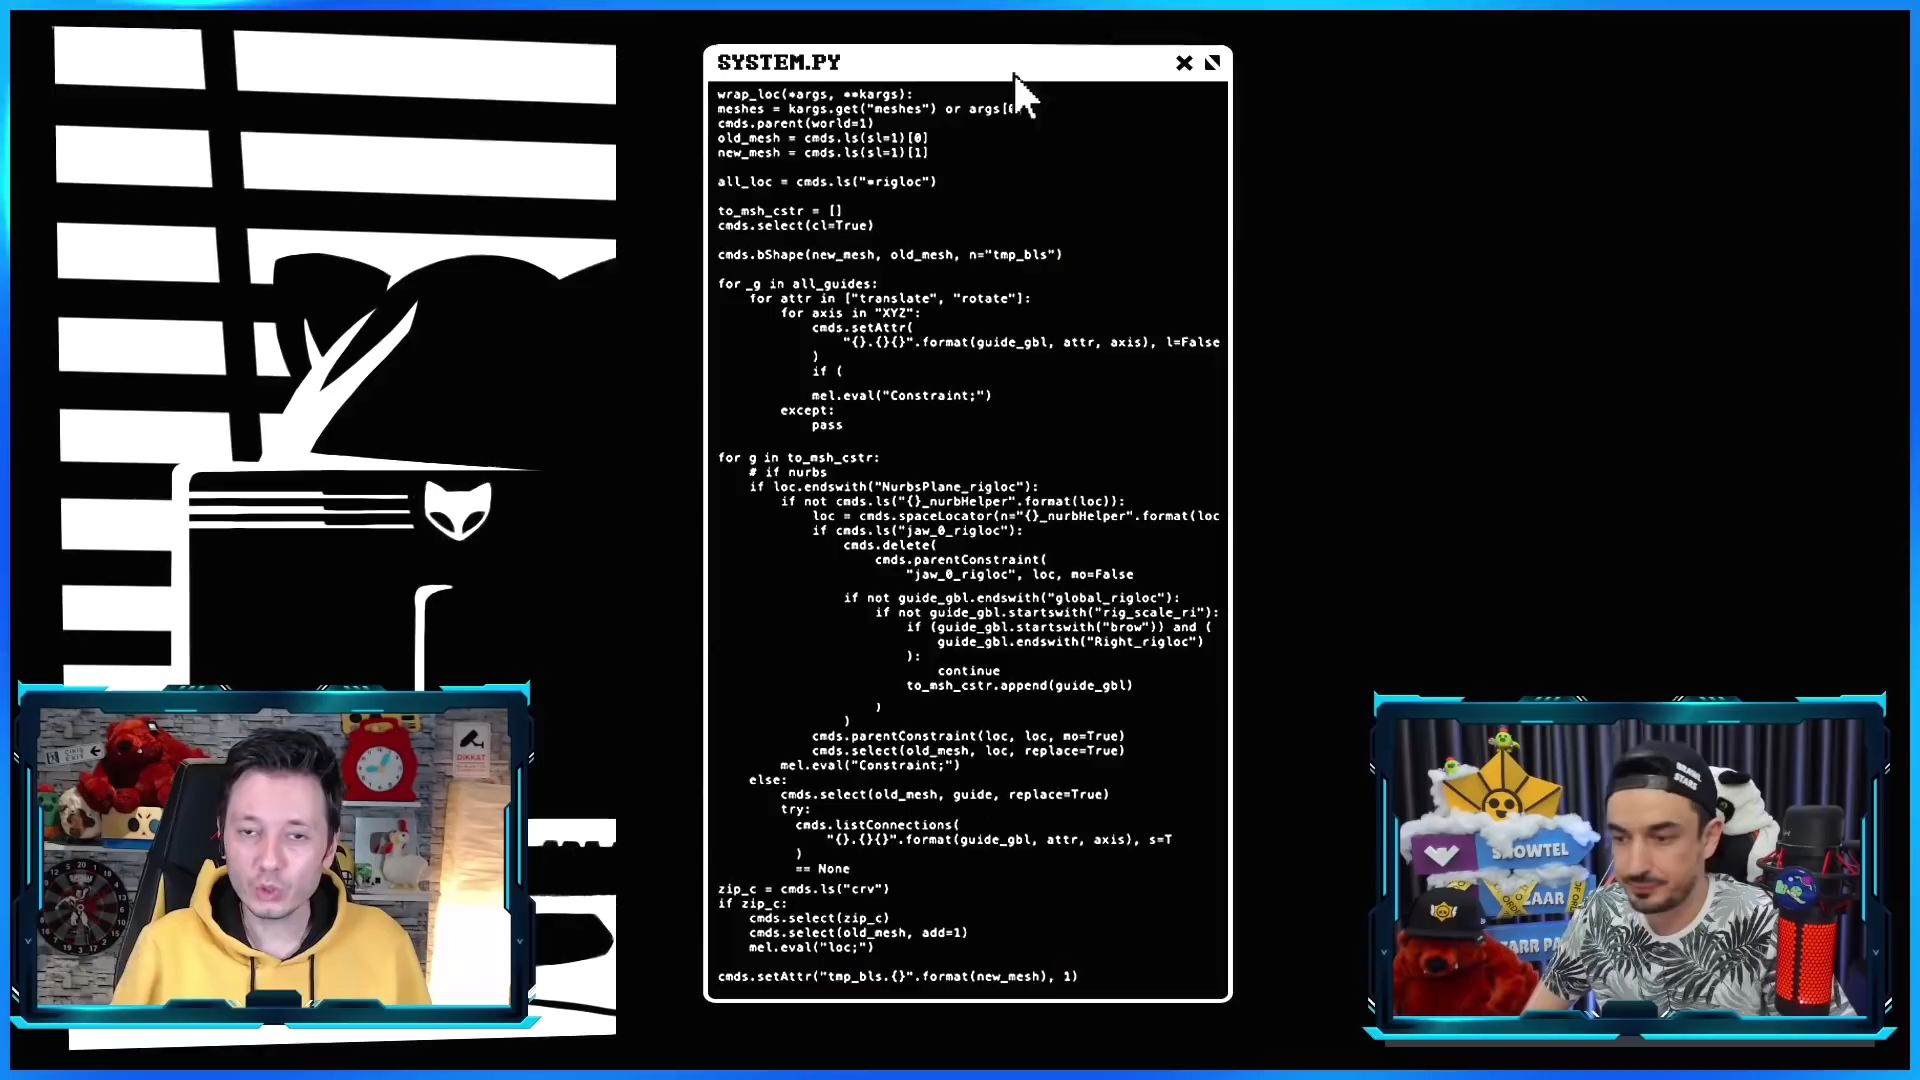 SYSTEM.PY
wrap_loc(*args, **kargs):
meshes = kargs.get("meshes") or args[0
cmds.parent(world=1)
old_mesh = cmds.ls(sl=1)[0]
new_mesh = cmds.ls(sl=1)[1]
all_loc = cmds.ls("*rigloc")
to_msh_cstr = []
cmds.select(cl=True)
cmds.bShape(new_mesh, old_mesh, n="tmp_bls")
for _g in all_guides:
for attr in ["translate", "rotate"]:
for axis in "XYZ":
cmds.setAttr(
"{}.{}{}".format(guide_gbl, attr, axis), l=False
)
if (
mel.eval("Constraint;")
except:
pass
for g in to_msh_cstr:
# if nurbs
if loc.endswith("NurbsPlane_rigloc"):
if not cmds.ls("{}_nurbHelper".format(loc)):
loc = cmds.spaceLocator(n="{}_nurbHelper".format(loc
if cmds.ls("jaw_0_rigloc"):
cmds.delete(
cmds.parentConstraint(
"jaw_0_rigloc", loc, mo=False
if not guide_gbl.endswith("global_rigloc"):
if not guide_gbl.startswith("rig_scale_ri"):
if (guide_gbl.startswith("brow")) and (
guide_gbl.endswith("Right_rigloc")
):
continue
to_msh_cstr.append(guide_gbl)
)
)
cmds.parentConstraint(loc, loc, mo=True)
cmds.select(old_mesh, loc, replace=True)
mel.eval("Constraint;")
else:
cmds.select(old_mesh, guide, replace=True)
try:
cmds.listConnections(
"{}.{}{}".format(guide_gbl, attr, axis), s=T
)
== None
zip_c = cmds.ls("crv")
if zip_c:
cmds.select(zip_c)
cmds.select(old_mesh, add=1)
mel.eval("loc;")
cmds.setAttr("tmp_bls.{}".format(new_mesh), 1)
DIKKAT
BRAWL
STARS
SNOWTEL
ZAAR
STARR PA